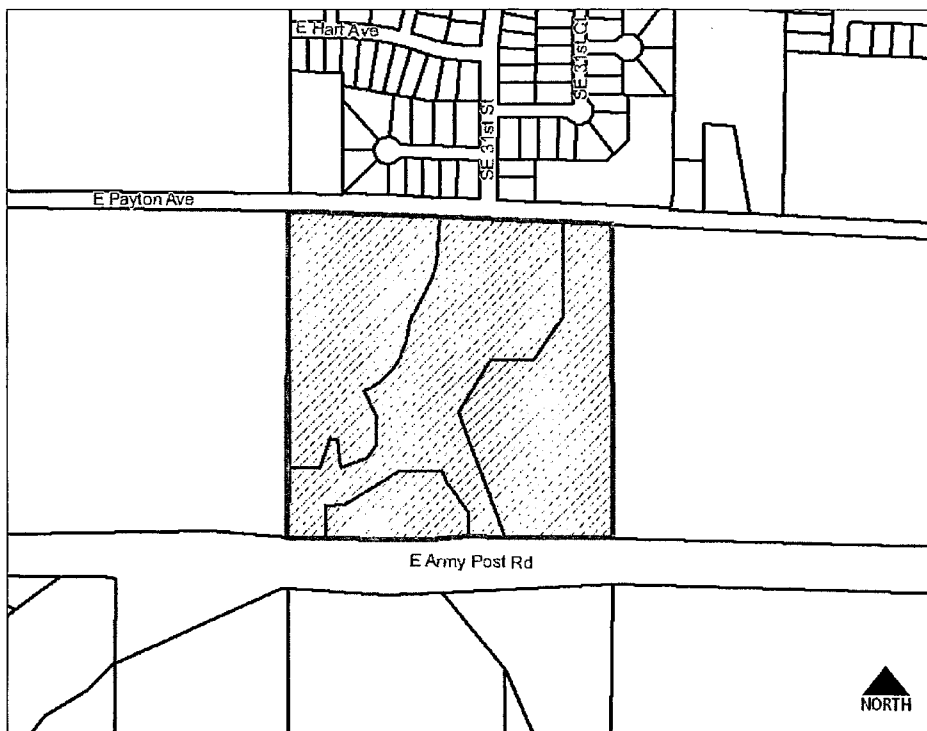 E Hart Ave
SE 31st Ct
SE 31st St
E Payton Ave
E Army Post Rd
NORTH